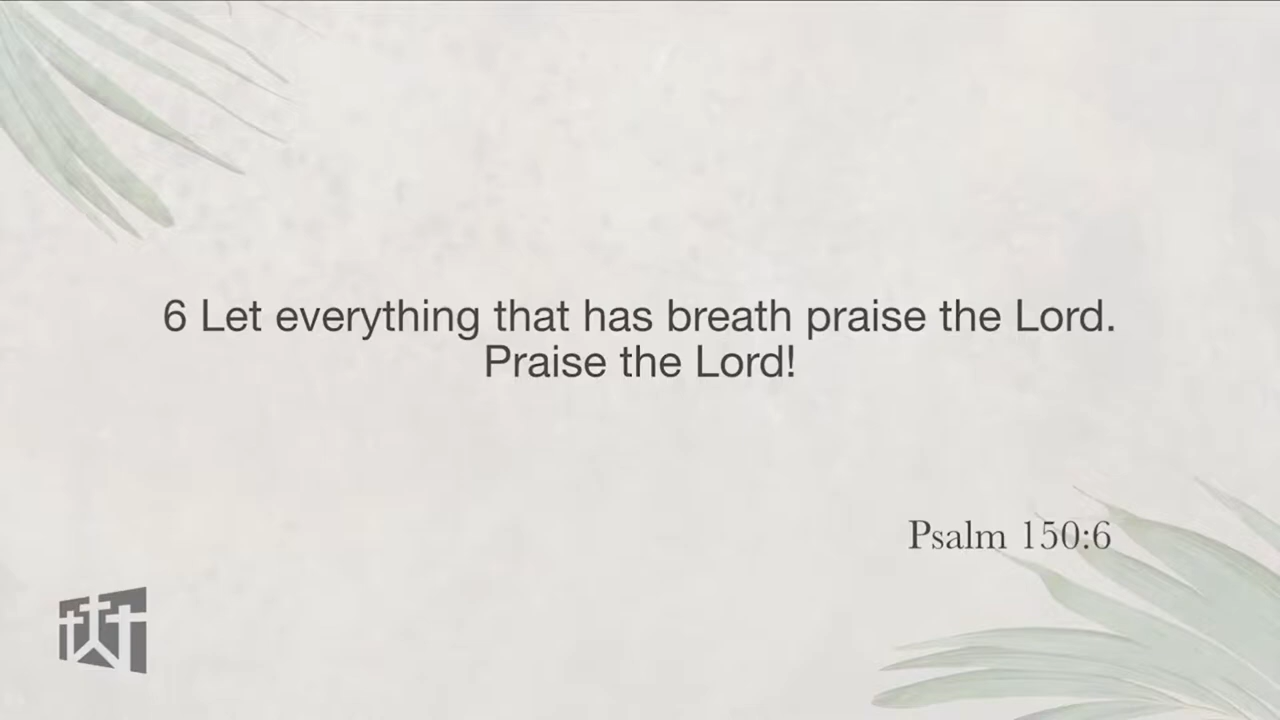 6 Let everything that has breath praise the Lord.
Praise the Lord!
Psalm 150:6